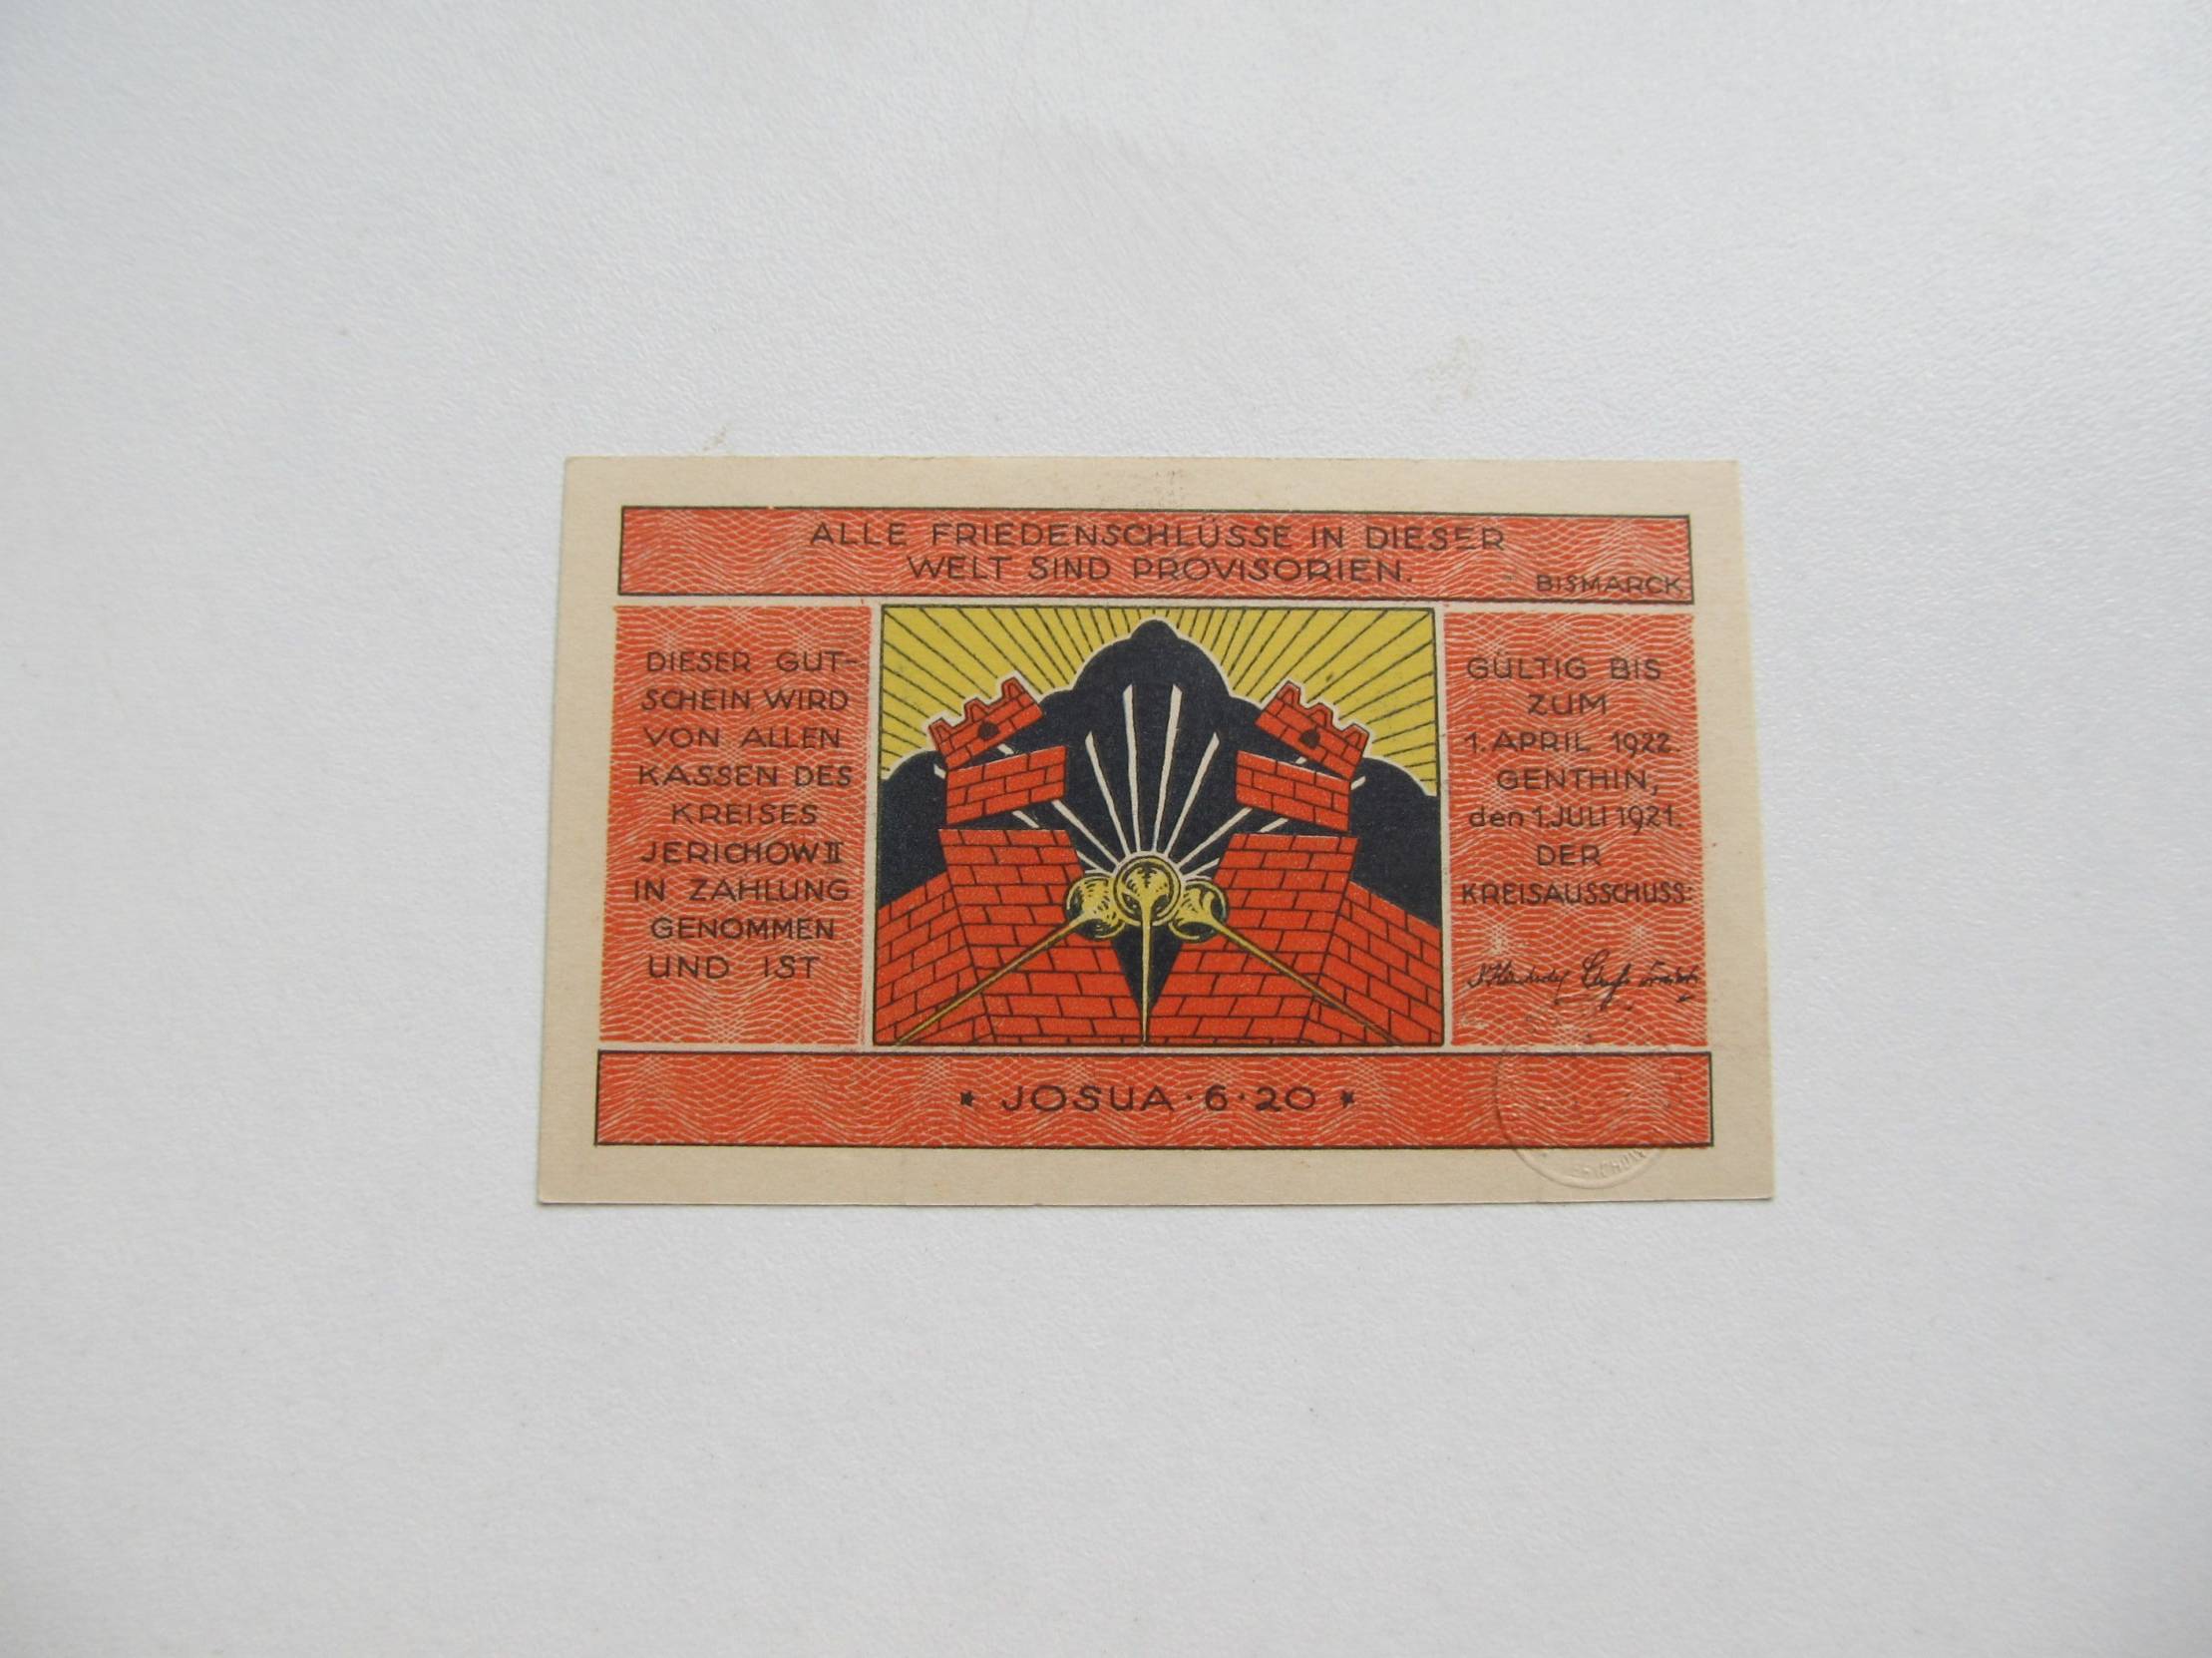 ALLE FRIEDENSCHLÜSSE IN DIESER
WELT SIND PROVISORIEN.
BISMARCK
DIESER GUT-
SCHEIN WIRD
VON ALLEN
KASSEN DES
KREISES
JERICHOW II
IN ZAHLUNG
GENOMMEN
UND IST
GÜLTIG BIS
ZUM
1. APRIL 1922.
GENTHIN,
den 1. JULI 1921.
DER
KREISAUSSCHUSS:
* JOSUA · 6 · 20 *